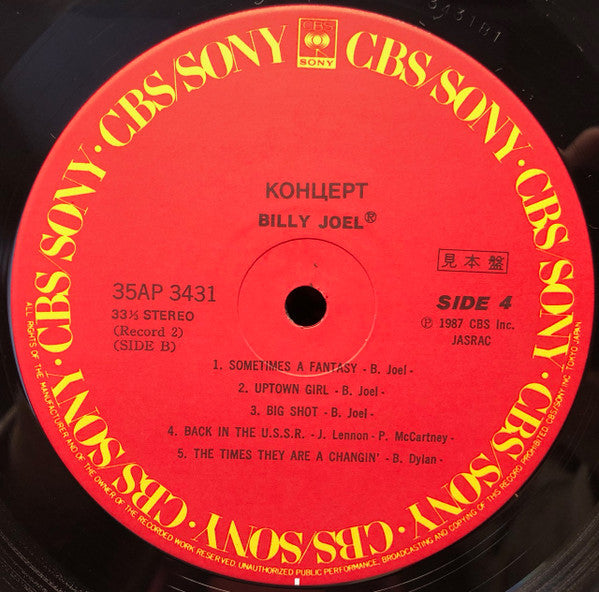 CBS
SONY
CBS/SONY · CBS/SONY · CBS/SONY · CBS/SONY · CBS/SONY · CBS/SONY · CBS/SONY · CBS/SONY
КОНЦЕРТ
BILLY JOEL®
見本盤
35AP 3431
SIDE 4
33⅓ STEREO
℗ 1987 CBS Inc.
(Record 2)
JASRAC
(SIDE B)
1. SOMETIMES A FANTASY - B. Joel -
2. UPTOWN GIRL - B. Joel -
3. BIG SHOT - B. Joel -
4. BACK IN THE U.S.S.R. - J. Lennon - P. McCartney -
5. THE TIMES THEY ARE A CHANGIN' - B. Dylan -
ALL RIGHTS OF THE MANUFACTURER AND OF THE OWNER OF THE RECORDED WORK RESERVED. UNAUTHORIZED PUBLIC PERFORMANCE, BROADCASTING AND COPYING OF THIS RECORD PROHIBITED. CBS/SONY INC. TOKYO JAPAN